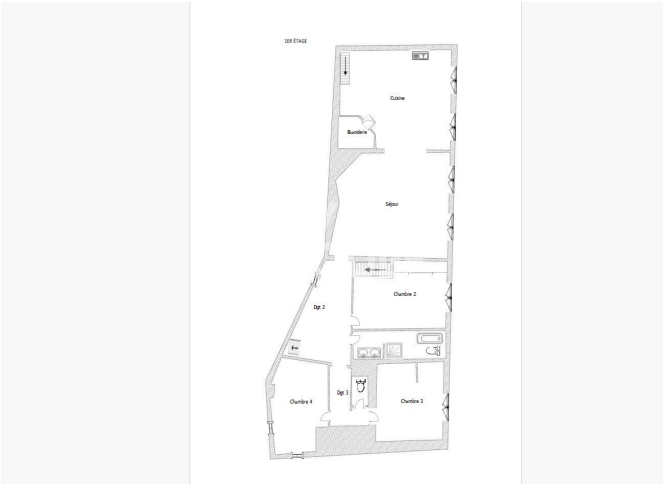 1ER ÉTAGE
Cuisine
Buanderie
Séjour
Chambre 2
Dgt 2
Dgt 3
Chambre 4
Chambre 3